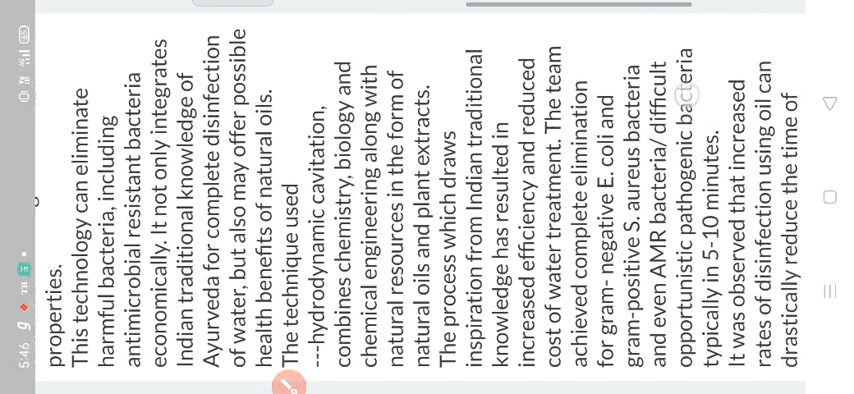 5:46
properties.
This technology can eliminate
harmful bacteria, including
antimicrobial resistant bacteria
economically. It not only integrates
Indian traditional knowledge of
Ayurveda for complete disinfection
of water, but also may offer possible
health benefits of natural oils.
The technique used
---hydrodynamic cavitation,
combines chemistry, biology and
chemical engineering along with
natural resources in the form of
natural oils and plant extracts.
The process which draws
inspiration from Indian traditional
knowledge has resulted in
increased efficiency and reduced
cost of water treatment. The team
achieved complete elimination
for gram- negative E. coli and
gram-positive S. aureus bacteria
and even AMR bacteria/ difficult
opportunistic pathogenic bacteria
typically in 5-10 minutes.
It was observed that increased
rates of disinfection using oil can
drastically reduce the time of